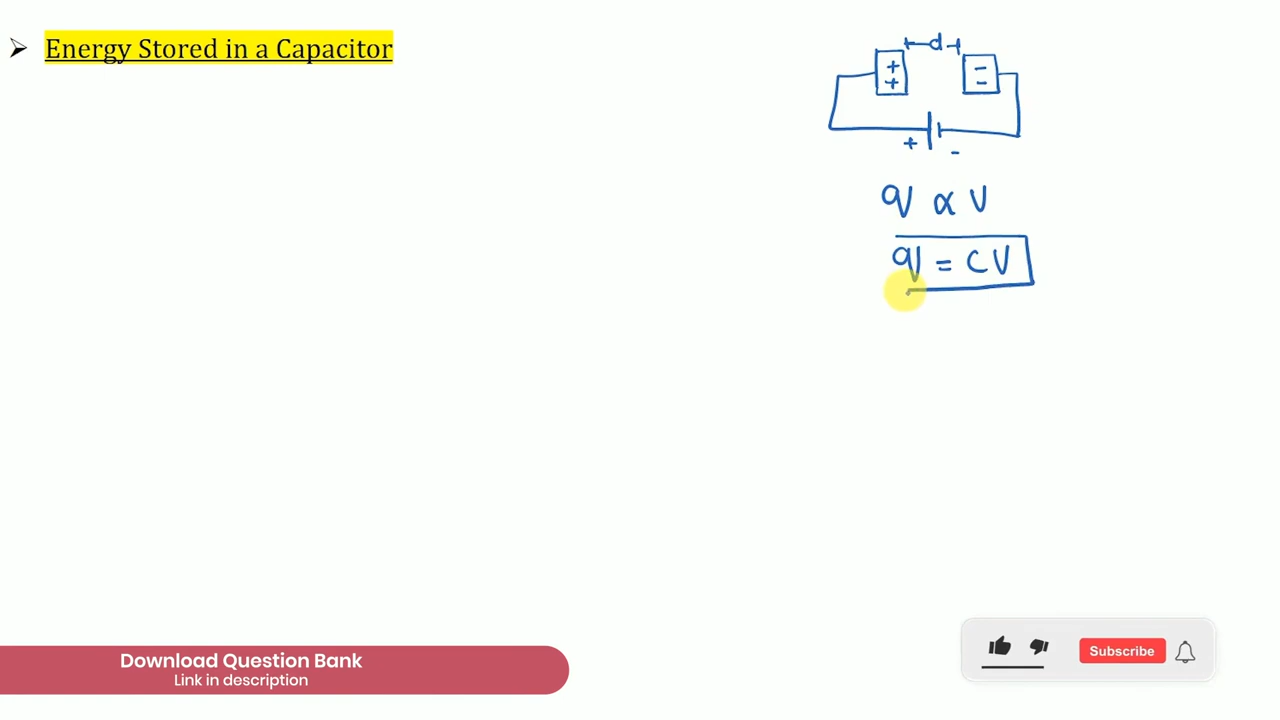 ➤ Energy Stored in a Capacitor
d
+
+
-
-
+
-
q ∝ V
q = CV
Download Question Bank
Link in description
Subscribe